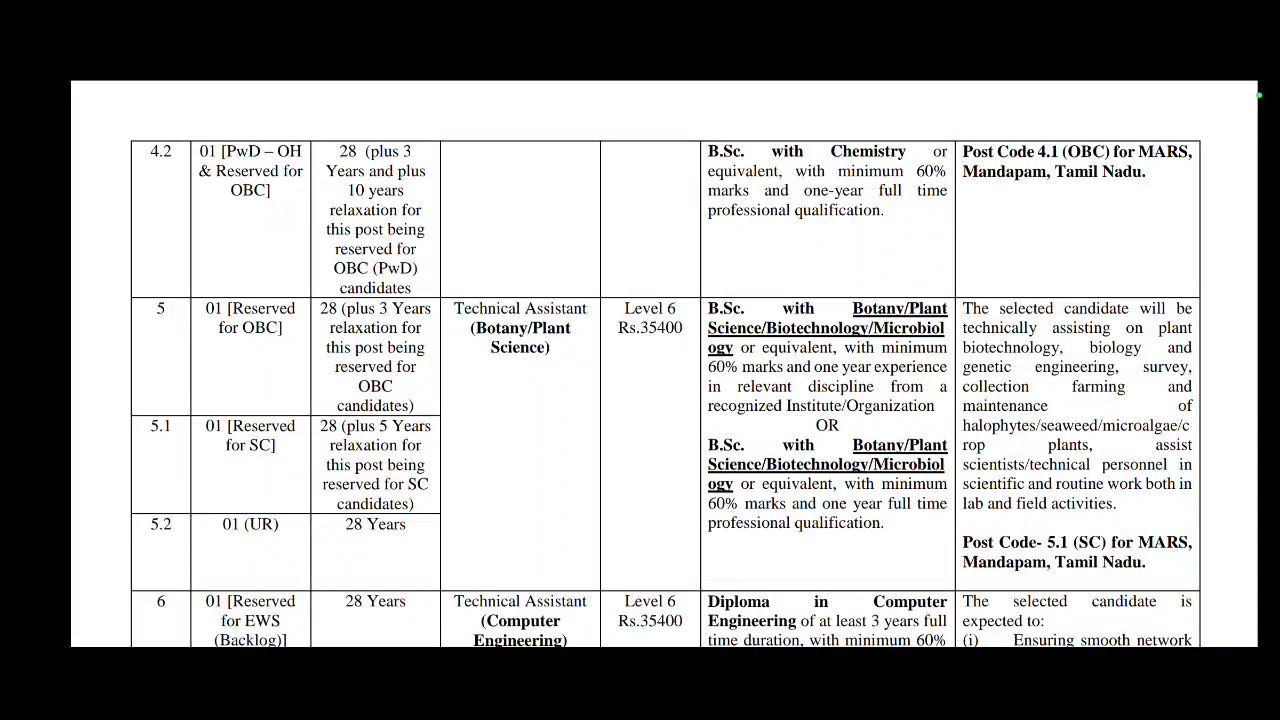 4.2
01 [PwD – OH
& Reserved for
OBC]
28 (plus 3
Years and plus
10 years
relaxation for
this post being
reserved for
OBC (PwD)
candidates
B.Sc. with Chemistry or
equivalent, with minimum 60%
marks and one-year full time
professional qualification.
Post Code 4.1 (OBC) for MARS,
Mandapam, Tamil Nadu.
5
01 [Reserved
for OBC]
28 (plus 3 Years
relaxation for
this post being
reserved for
OBC
candidates)
Technical Assistant
(Botany/Plant
Science)
Level 6
Rs.35400
B.Sc. with Botany/Plant
Science/Biotechnology/Microbiol
ogy or equivalent, with minimum
60% marks and one year experience
in relevant discipline from a
recognized Institute/Organization
OR
B.Sc. with Botany/Plant
Science/Biotechnology/Microbiol
ogy or equivalent, with minimum
60% marks and one year full time
professional qualification.
The selected candidate will be
technically assisting on plant
biotechnology, biology and
genetic engineering, survey,
collection farming and
maintenance of
halophytes/seaweed/microalgae/c
rop plants, assist
scientists/technical personnel in
scientific and routine work both in
lab and field activities.
Post Code- 5.1 (SC) for MARS,
Mandapam, Tamil Nadu.
5.1
01 [Reserved
for SC]
28 (plus 5 Years
relaxation for
this post being
reserved for SC
candidates)
5.2
01 (UR)
28 Years
6
01 [Reserved
for EWS
(Backlog)]
28 Years
Technical Assistant
(Computer
Engineering)
Level 6
Rs.35400
Diploma in Computer
Engineering of at least 3 years full
time duration, with minimum 60%
The selected candidate is
expected to:
(i) Ensuring smooth network